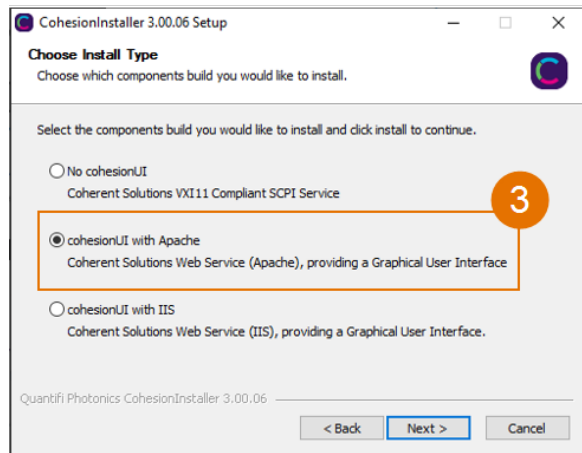 CohesionInstaller 3.00.06 Setup
Choose Install Type
Choose which components build you would like to install.
Select the components build you would like to install and click install to continue.
No cohesionUI
Coherent Solutions VXI11 Compliant SCPI Service
3
cohesionUI with Apache
Coherent Solutions Web Service (Apache), providing a Graphical User Interface
cohesionUI with IIS
Coherent Solutions Web Service (IIS), providing a Graphical User Interface.
Quantifi Photonics CohesionInstaller 3.00.06
< Back Next > Cancel